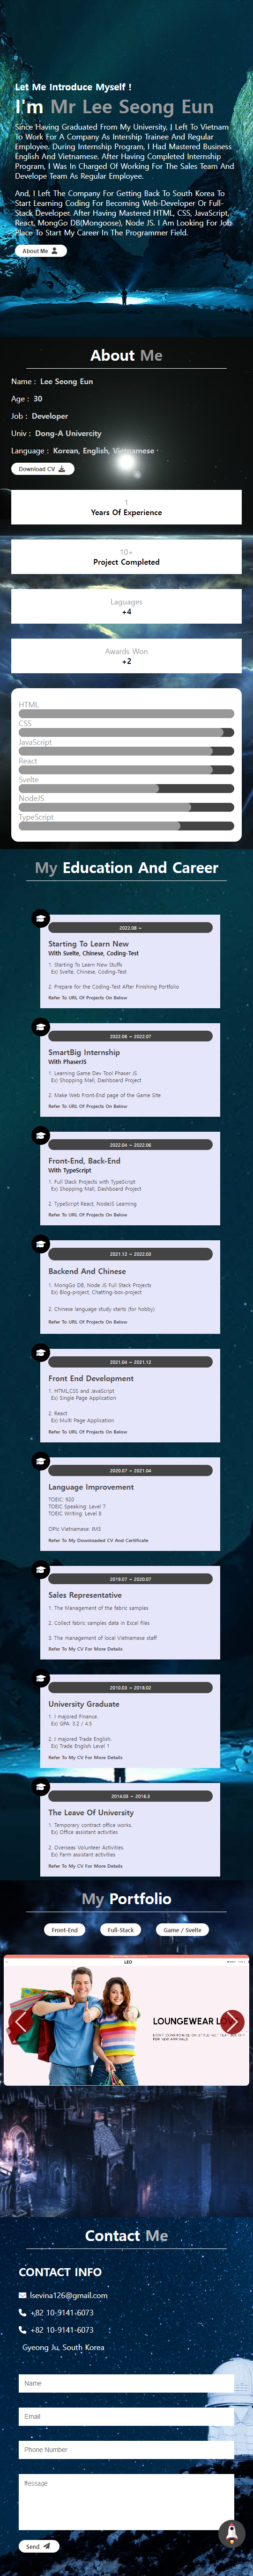 Let Me Introduce Myself !
I'm Mr Lee Seong Eun
Since Having Graduated From My University, I Left To Vietnam
To Work For A Company As Intership Trainee And Regular
Employee. During Internship Program, I Had Mastered Business
English And Vietnamese. After Having Completed Internship
Program, I Was In Charged Of Working For The Sales Team And
Develope Team As Regular Employee.
And, I Left The Company For Getting Back To South Korea To
Start Learning Coding For Becoming Web-Developer Or Full-
Stack Developer. After Having Mastered HTML, CSS, JavaScript,
React, MongGo DB(Mongoose), Node JS. I Am Looking For Job
Place To Start My Career In The Programmer Field.
About Me
About Me
Name : Lee Seong Eun
Age : 30
Job : Developer
Univ : Dong-A Univercity
Language : Korean, English, Vietnamese ·
Download CV
1
Years Of Experience
10+
Project Completed
Laguages
+4
Awards Won
+2
HTML
CSS
JavaScript
React
Svelte
NodeJS
TypeScript
My Education And Career
2022.08 ~
Starting To Learn New
With Svelte, Chinese, Coding-Test
1. Starting To Learn New Stuffs
Ex) Svelte, Chinese, Coding-Test
2. Prepare for the Coding-Test After Finishing Portfolio
Refer To URL Of Projects On Below
2022.06 ~ 2022.07
SmartBig Internship
With PhaserJS
1. Learning Game Dev Tool Phaser JS
Ex) Shopping Mall, Dashboard Project
2. Make Web Front-End page of the Game Site
Refer To URL Of Projects On Below
2022.04 ~ 2022.06
Front-End, Back-End
With TypeScript
1. Full Stack Projects with TypeScript
Ex) Shopping Mall, Dashboard Project
2. TypeScript React, NodeJS Learning
Refer To URL Of Projects On Below
2021.12 ~ 2022.03
Backend And Chinese
1. MongGo DB, Node JS Full Stack Projects
Ex) Blog-project, Chatting-box-project
2. Chinese language study starts (for hobby)
Refer To URL Of Projects On Below
2021.04 ~ 2021.12
Front End Development
1. HTML,CSS and JavaScript
Ex) Single Page Application
2. React
Ex) Multi Page Application
Refer To URL Of Projects On Below
2020.07 ~ 2021.04
Language Improvement
TOEIC: 920
TOEIC Speaking: Level 7
TOEIC Writing: Level 8
OPIc Vietnamese: IM3
Refer To My Downloaded CV And Certificate
2019.07 ~ 2020.07
Sales Representative
1. The Management of the fabric samples
2. Collect fabric samples data in Excel files
3. The management of local Vietnamese staff
Refer To My CV For More Details
2010.03 ~ 2018.02
University Graduate
1. I majored Finance.
Ex) GPA: 3.2 / 4.5
2. I majored Trade English.
Ex) Trade English Level 1
Refer To My CV For More Details
2014.03 ~ 2016.3
The Leave Of University
1. Temporary contract office works.
Ex) Office assistant activities
2. Overseas Volunteer Activities.
Ex) Farm assistant activities
Refer To My CV For More Details
My Portfolio
Front-End
Full-Stack
Game / Svelte
LEO
LOUNGEWEAR
Contact Me
CONTACT INFO
lsevina126@gmail.com
+82 10-9141-6073
+82 10-9141-6073
Gyeong Ju, South Korea
Name
Email
Phone Number
Message
Send